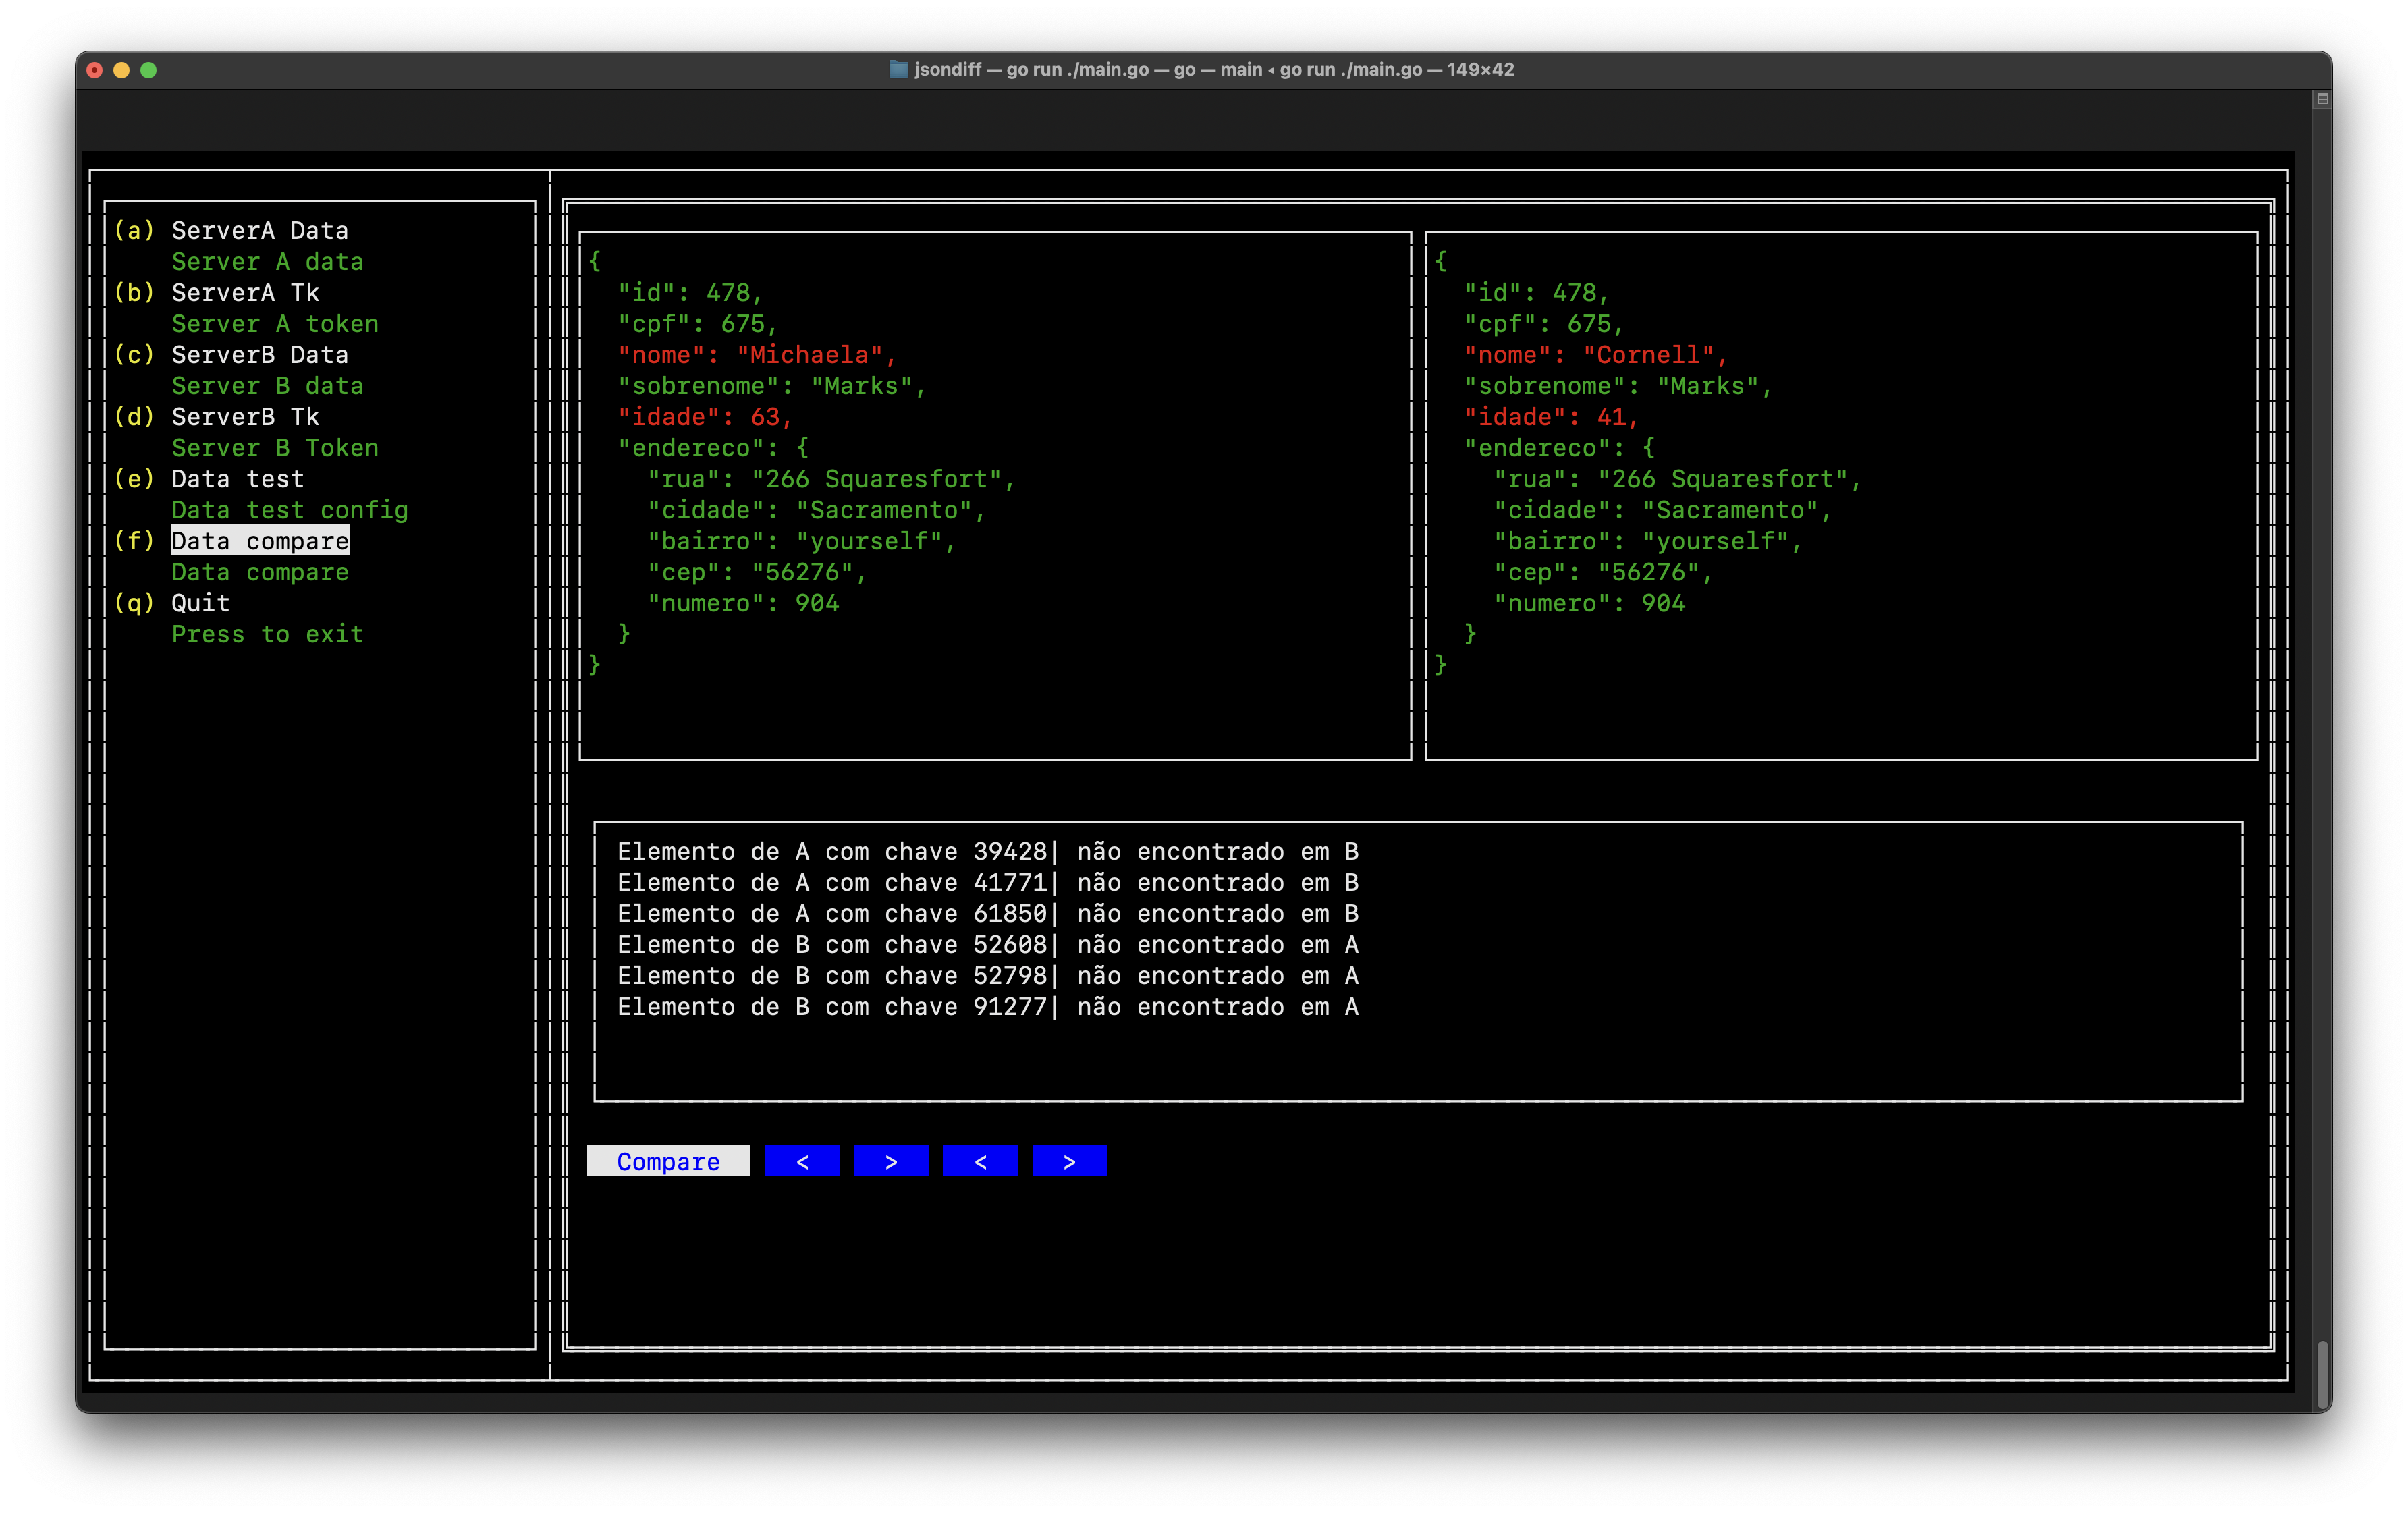 jsondiff — go run ./main.go — go — main ◂ go run ./main.go — 149×42
(a) ServerA Data
Server A data
(b) ServerA Tk
Server A token
(c) ServerB Data
Server B data
(d) ServerB Tk
Server B Token
(e) Data test
Data test config
(f) Data compare
Data compare
(q) Quit
Press to exit
{
"id": 478,
"cpf": 675,
"nome": "Michaela",
"sobrenome": "Marks",
"idade": 63,
"endereco": {
"rua": "266 Squaresfort",
"cidade": "Sacramento",
"bairro": "yourself",
"cep": "56276",
"numero": 904
}
}
{
"id": 478,
"cpf": 675,
"nome": "Cornell",
"sobrenome": "Marks",
"idade": 41,
"endereco": {
"rua": "266 Squaresfort",
"cidade": "Sacramento",
"bairro": "yourself",
"cep": "56276",
"numero": 904
}
}
Elemento de A com chave 39428| não encontrado em B
Elemento de A com chave 41771| não encontrado em B
Elemento de A com chave 61850| não encontrado em B
Elemento de B com chave 52608| não encontrado em A
Elemento de B com chave 52798| não encontrado em A
Elemento de B com chave 91277| não encontrado em A
Compare < > < >